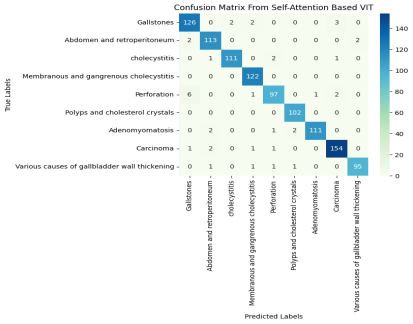 Confusion Matrix From Self-Attention Based VIT
Gallstones 126 0 2 2 0 0 0 3 0
Abdomen and retroperitoneum 2 113 0 0 0 0 0 0 2
cholecystitis 0 1 111 0 2 0 0 1 0
Membranous and gangrenous cholecystitis 0 0 0 122 0 0 0 0 0
Perforation 6 0 0 1 97 0 1 2 0
Polyps and cholesterol crystals 0 0 0 0 0 102 0 0 0
Adenomyomatosis 0 2 0 0 1 2 111 0 0
Carcinoma 1 2 0 1 1 0 0 154 0
Various causes of gallbladder wall thickening 0 1 0 1 1 1 0 0 95
True Labels
Gallstones
Abdomen and retroperitoneum
cholecystitis
Membranous and gangrenous cholecystitis
Perforation
Polyps and cholesterol crystals
Adenomyomatosis
Carcinoma
Various causes of gallbladder wall thickening
Predicted Labels
140
120
100
80
60
40
20
0